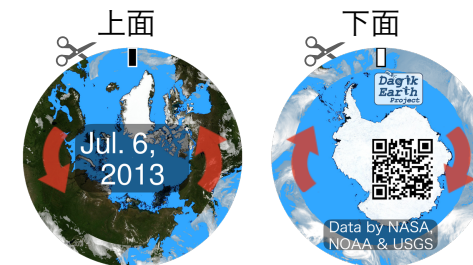 上面
下面
Jul. 6,
2013
Dagik
Earth
Project
Data by NASA,
NOAA & USGS